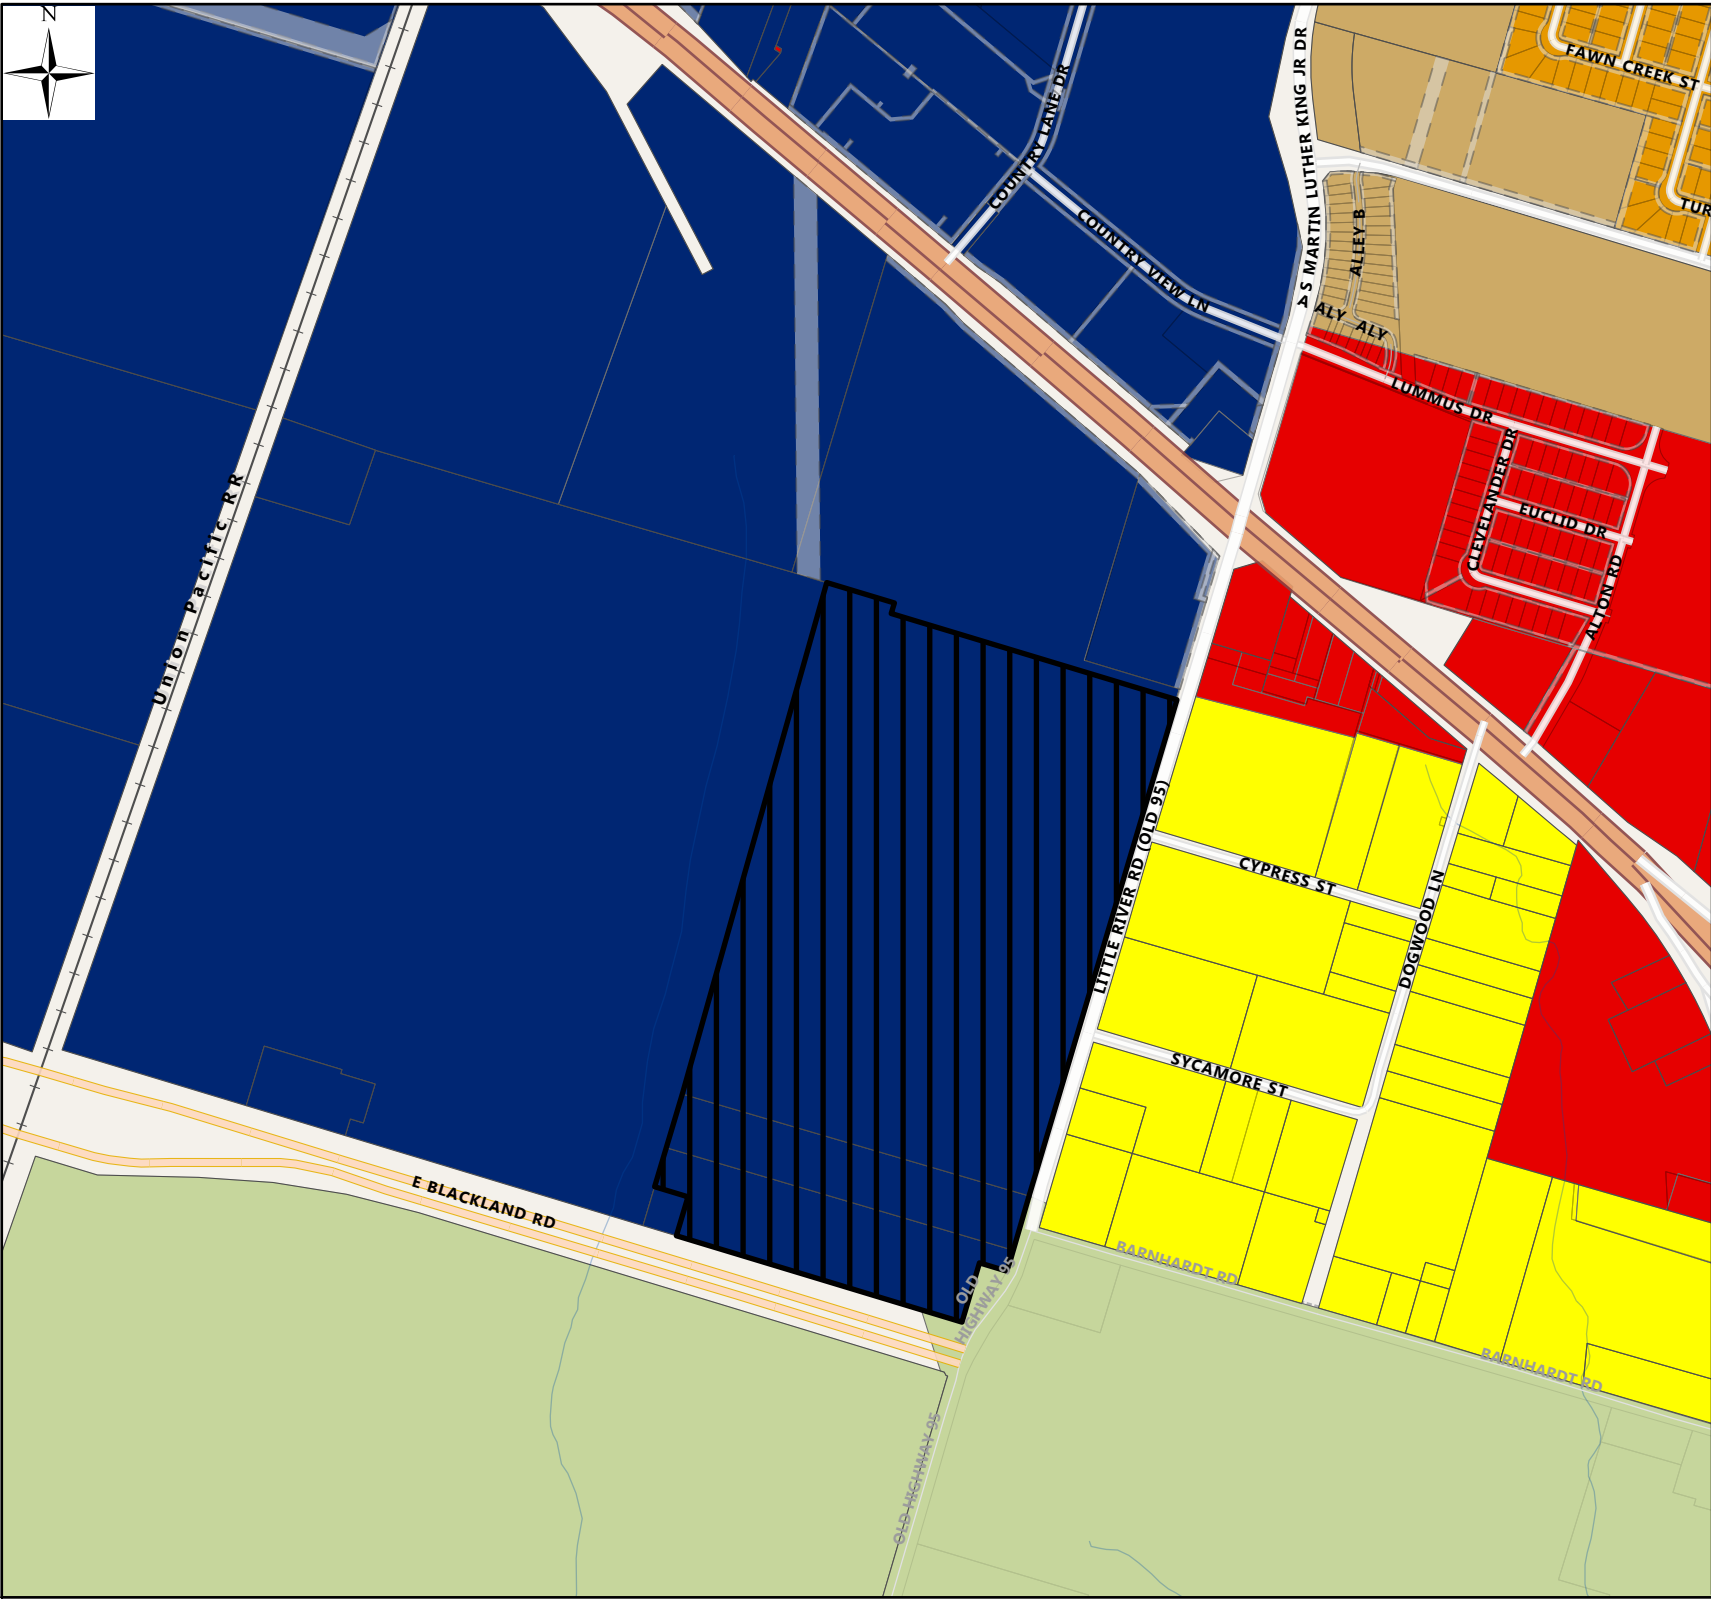 N
FAWN CREEK ST
TUR
S MARTIN LUTHER KING JR DR
COUNTRY LANE DR
COUNTRY VIEW LN
ALLEY B
A
ALY
ALY
LUMMUS DR
CLEVELANDER DR
EUCLID DR
ALTON RD
Union Pacific RR
LITTLE RIVER RD (OLD 95)
CYPRESS ST
DOGWOOD LN
SYCAMORE ST
E BLACKLAND RD
BARNHARDT RD
OLD
HIGHWAY 95
BARNHARDT RD
OLD HIGHWAY 95